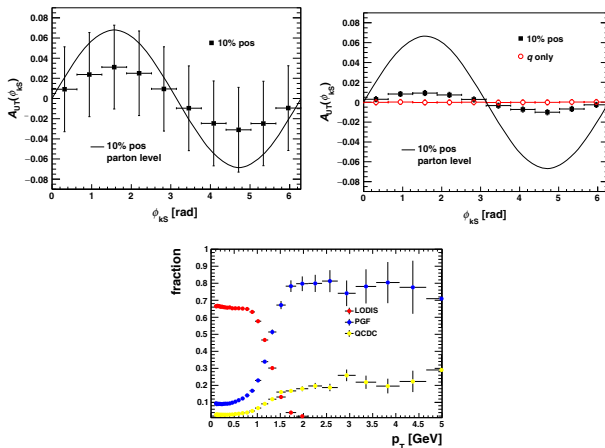 A_UT(φ_kS)
0.08
0.06
0.04
0.02
0
−0.02
−0.04
−0.06
−0.08
10% pos
10% pos
parton level
0 1 2 3 4 5 6
φ_kS [rad]
A_UT(φ_kS)
0.08
0.06
0.04
0.02
0
−0.02
−0.04
−0.06
−0.08
10% pos
q only
10% pos
parton level
0 1 2 3 4 5 6
φ_kS [rad]
fraction
1
0.9
0.8
0.7
0.6
0.5
0.4
0.3
0.2
0.1
LODIS
PGF
QCDC
0 0.5 1 1.5 2 2.5 3 3.5 4 4.5 5
p_T [GeV]